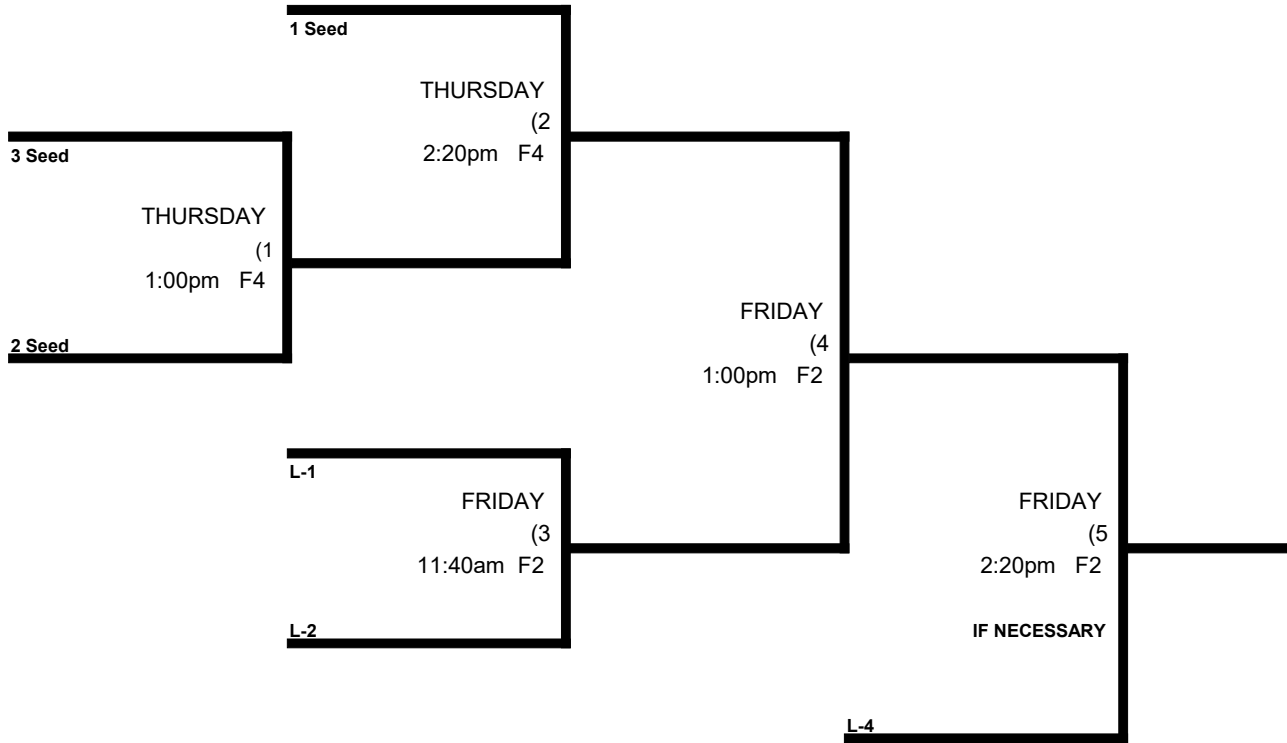 1 Seed
THURSDAY
(2
2:20pm F4
3 Seed
THURSDAY
(1
1:00pm F4
2 Seed
FRIDAY
(4
1:00pm F2
L-1
FRIDAY
(3
11:40am F2
L-2
FRIDAY
(5
2:20pm F2
IF NECESSARY
L-4